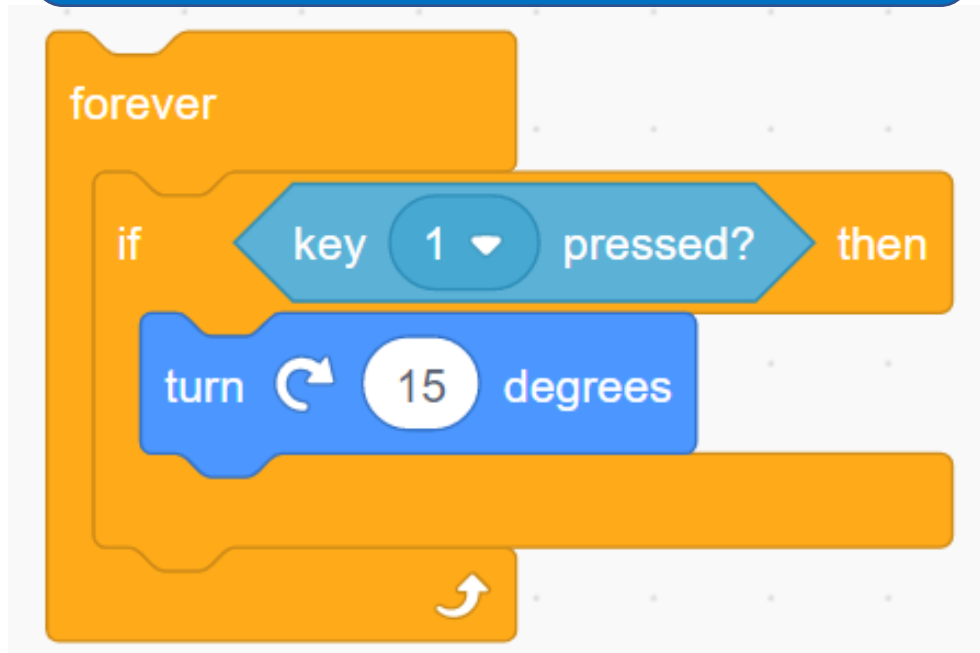 forever
if key 1 pressed? then
turn 15 degrees